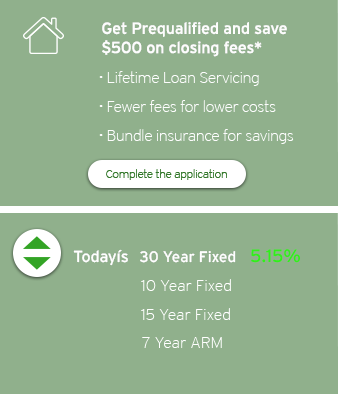 Get Prequalified and save
$500 on closing fees*
· Lifetime Loan Servicing
· Fewer fees for lower costs
· Bundle insurance for savings
Complete the application
Todayís 30 Year Fixed 5.15%
10 Year Fixed
15 Year Fixed
7 Year ARM